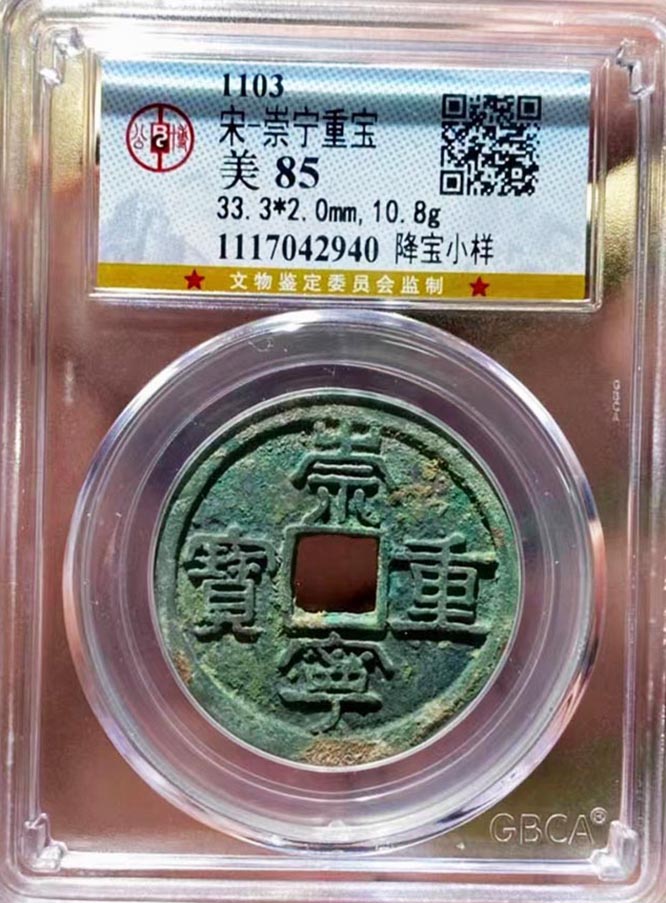 1103
宋-崇宁重宝
美 85
33.3*2.0mm,10.8g
1117042940 降宝小样
★ 文物鉴定委员会监制 ★
崇
寶 重
寧
GBCA®